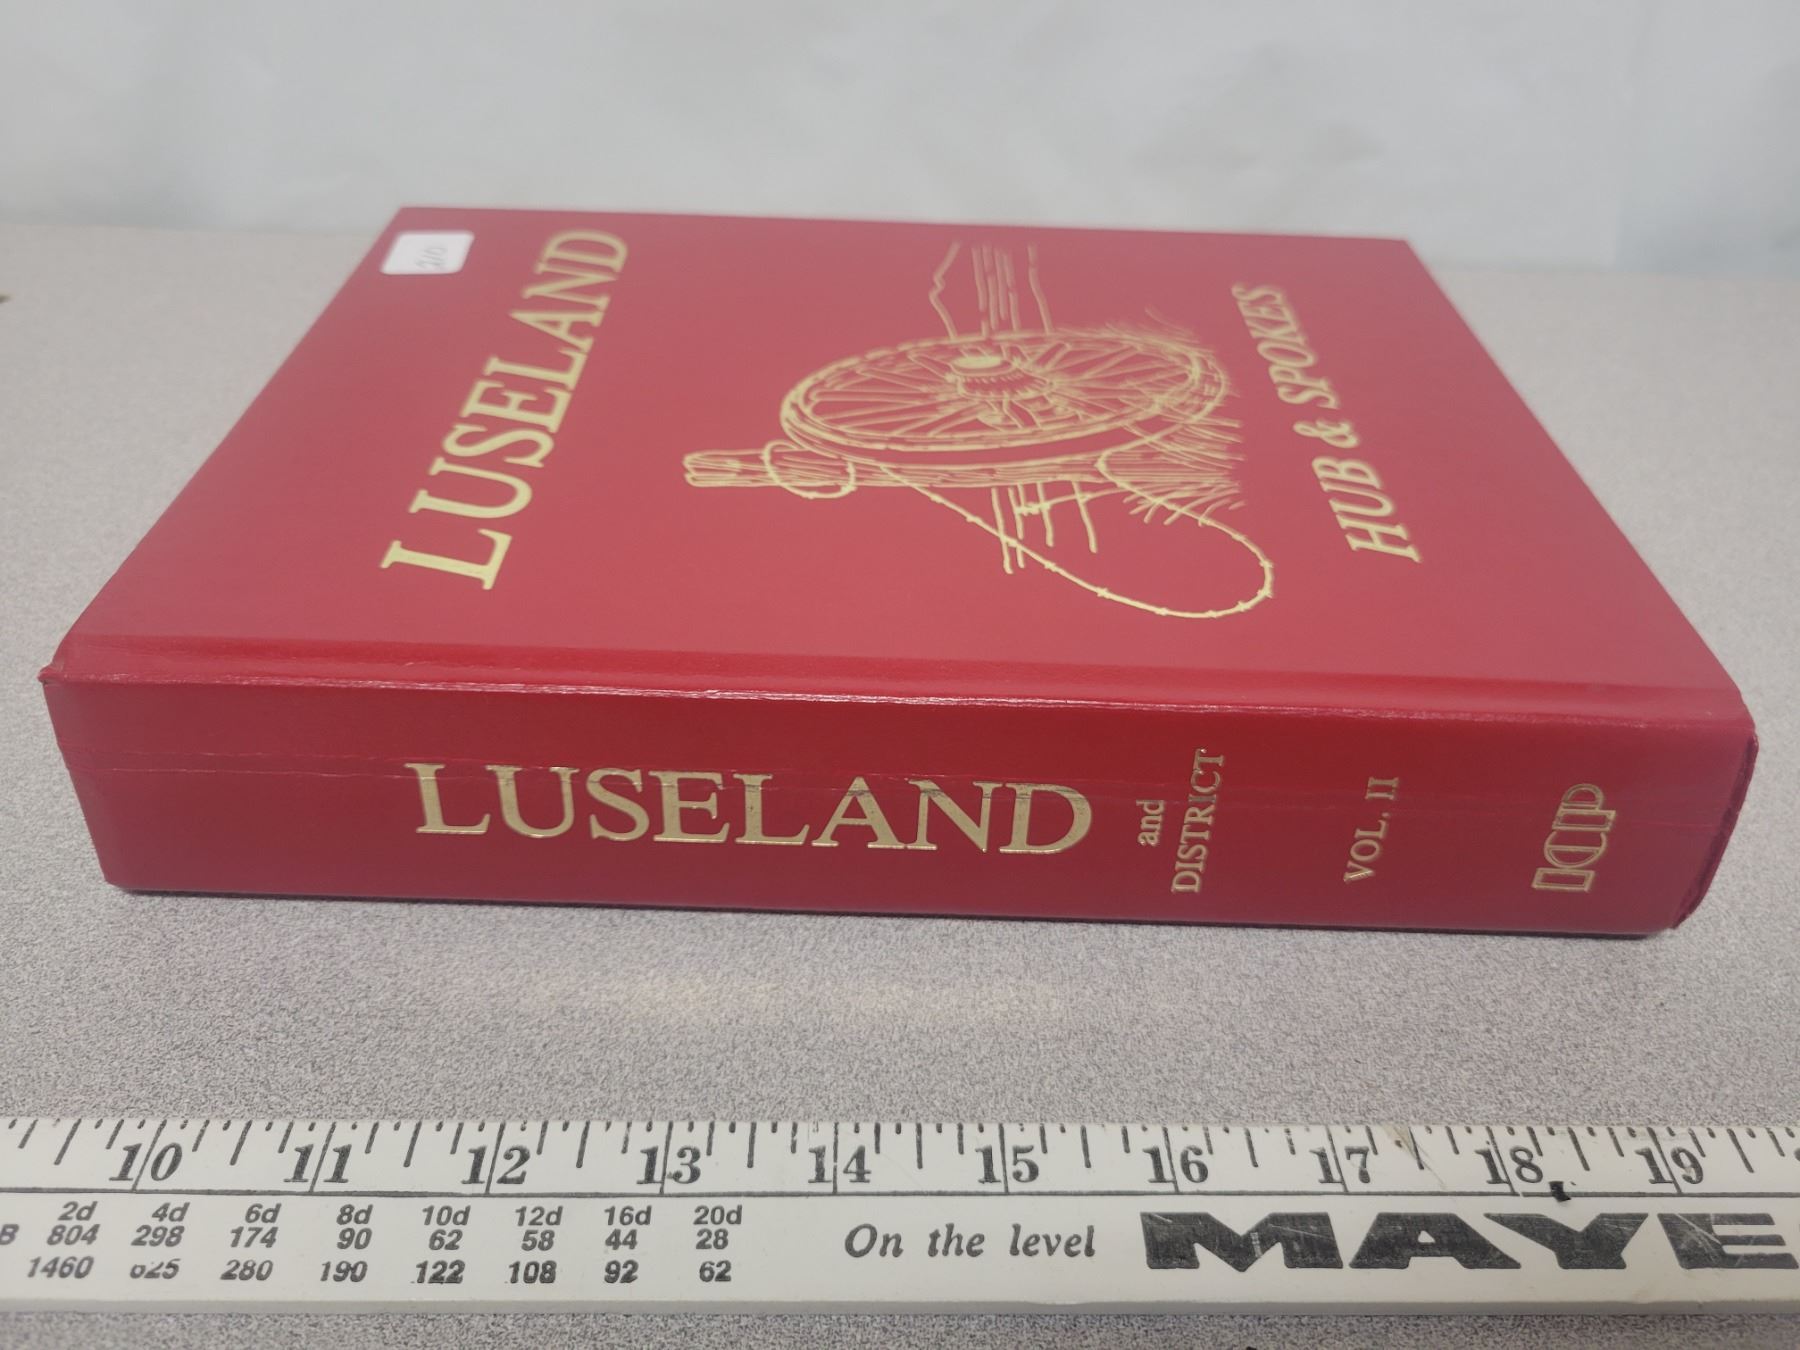 210
LUSELAND
HUB & SPOKES
LUSELAND
and
DISTRICT
VOL. II
10 11 12 13 14 15 16 17 18 19
2d 4d 6d 8d 10d 12d 16d 20d
B 804 298 174 90 62 58 44 28
1460 625 280 190 122 108 92 62
On the level MAYE